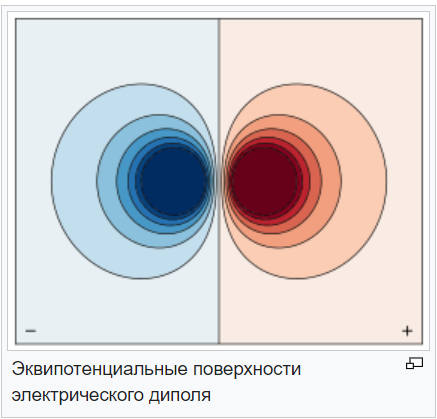 − +
Эквипотенциальные поверхности
электрического диполя